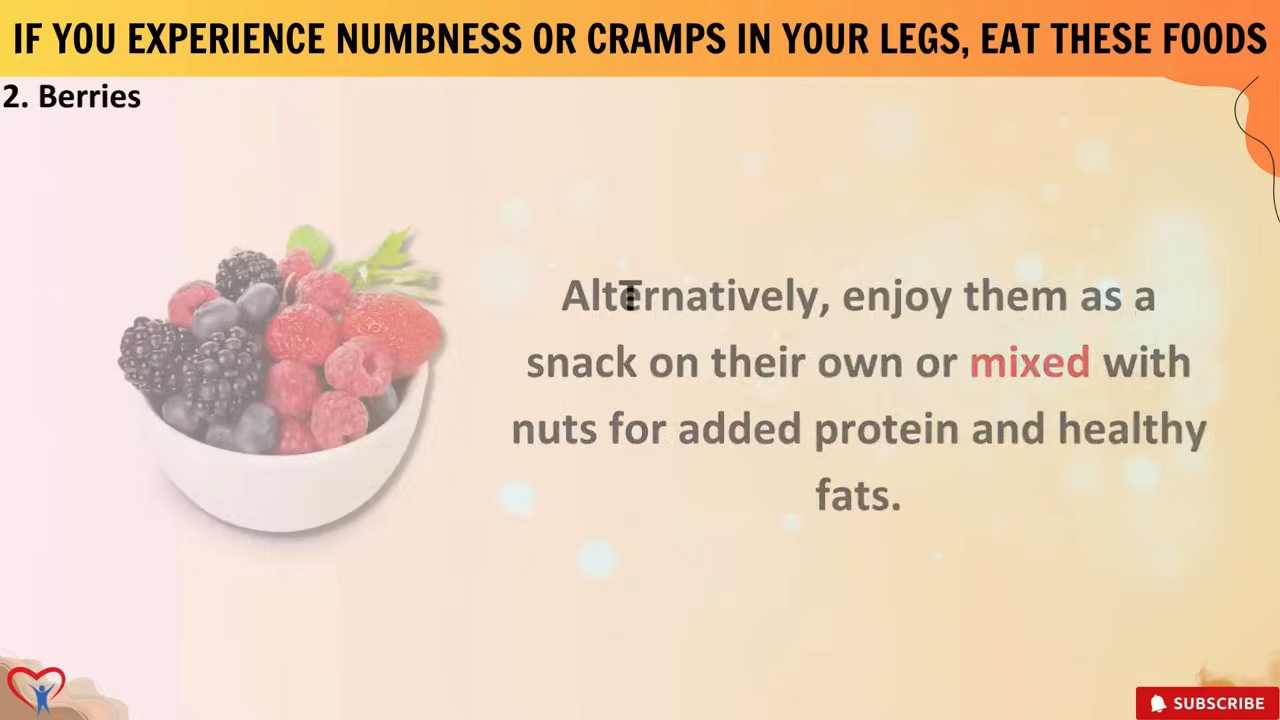 IF YOU EXPERIENCE NUMBNESS OR CRAMPS IN YOUR LEGS, EAT THESE FOODS
2. Berries
Alternatively, enjoy them as a
snack on their own or mixed with
nuts for added protein and healthy
fats.
SUBSCRIBE